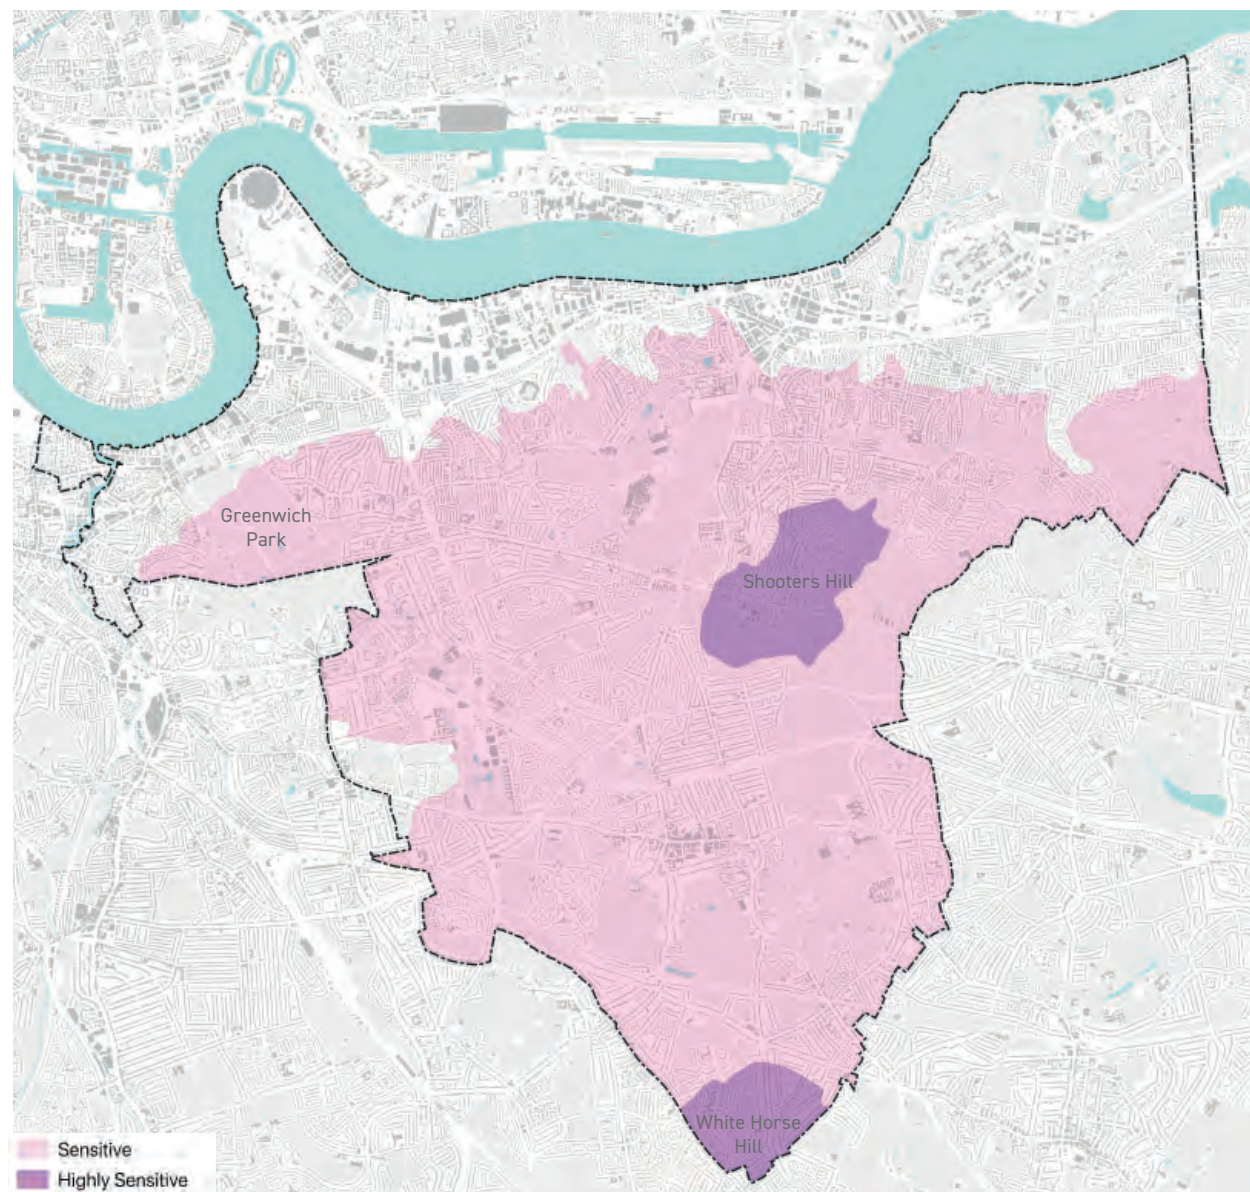 Greenwich
Park
Shooters Hill
White Horse
Hill
Sensitive
Highly Sensitive